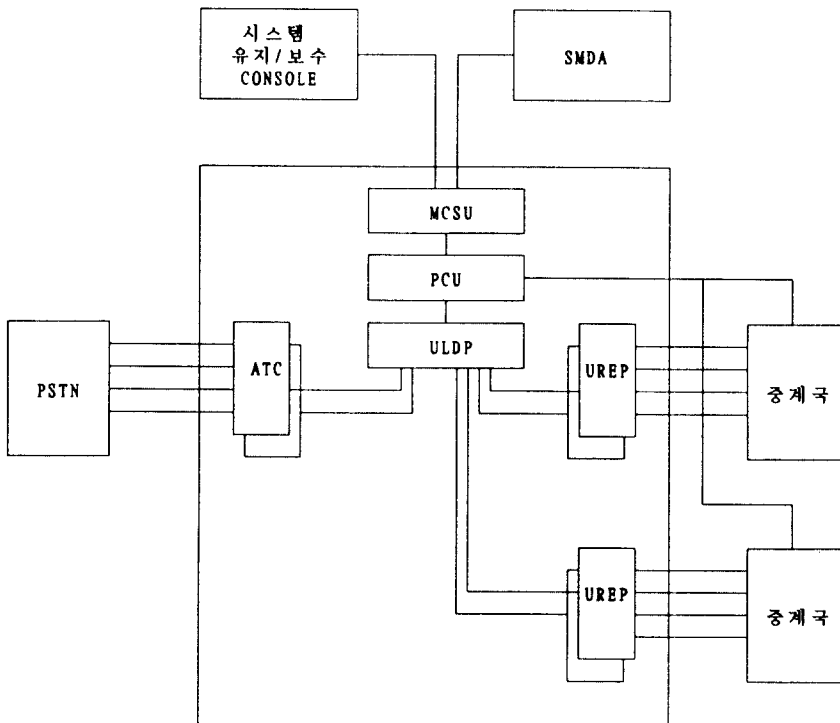 시스템
유지/보수
CONSOLE
SMDA
MCSU
PCU
ULDP
PSTN
ATC
UREP
중계국
UREP
중계국